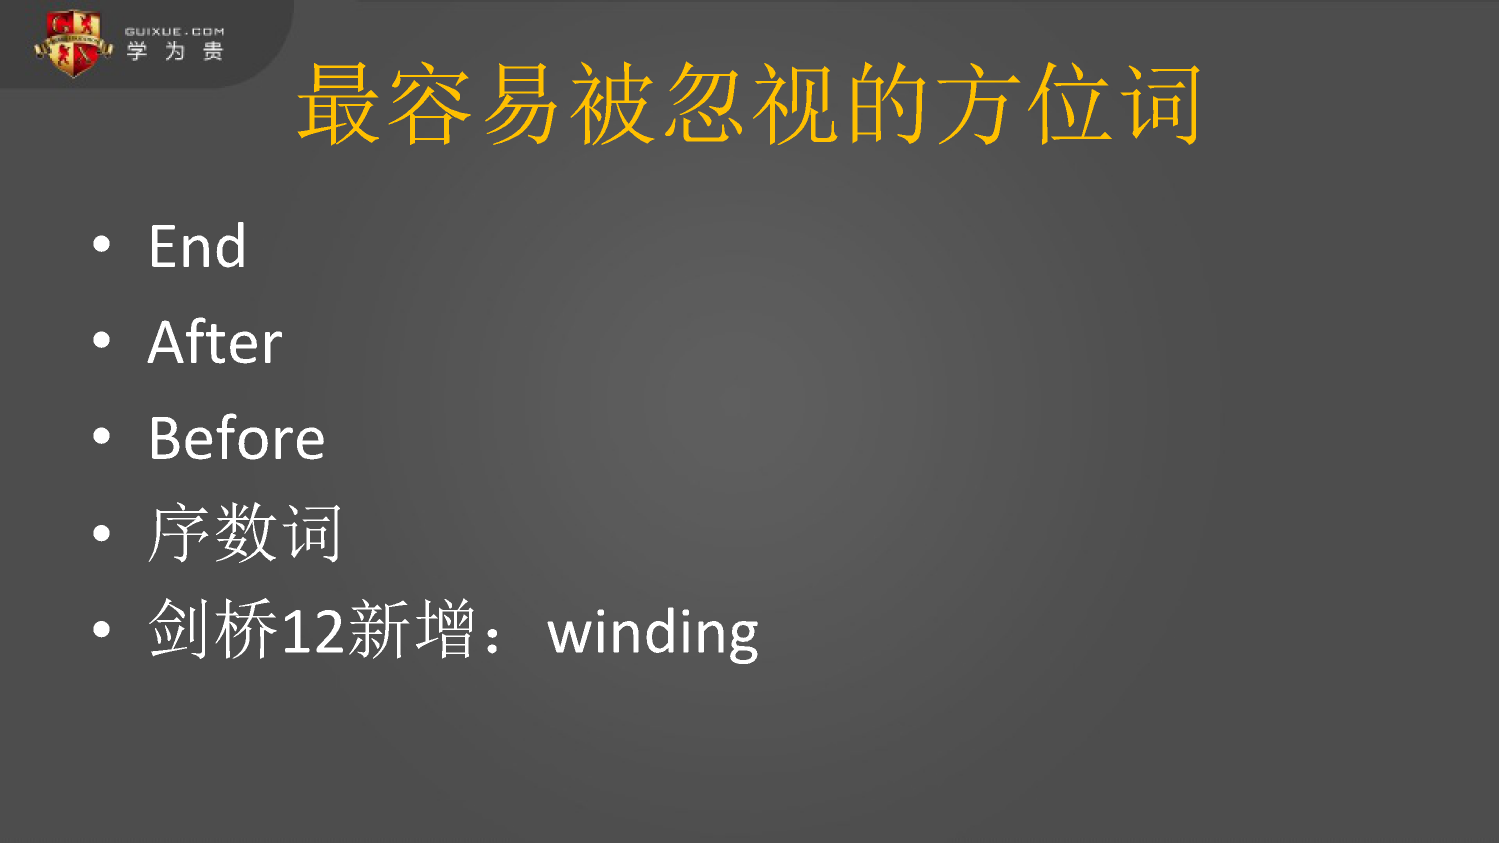 GUIXUE.COM
学为贵
最容易被忽视的方位词
• End
• After
• Before
• 序数词
• 剑桥12新增：winding